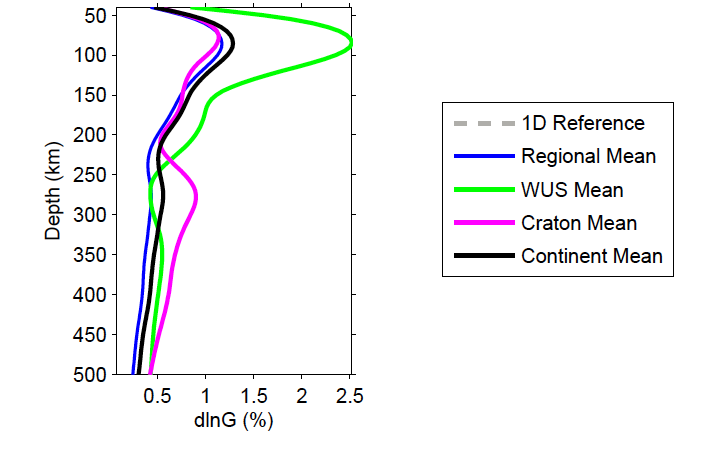 50
100
150
200
250
300
350
400
450
500
Depth (km)
0.5 1 1.5 2 2.5
dlnG (%)
1D Reference
Regional Mean
WUS Mean
Craton Mean
Continent Mean